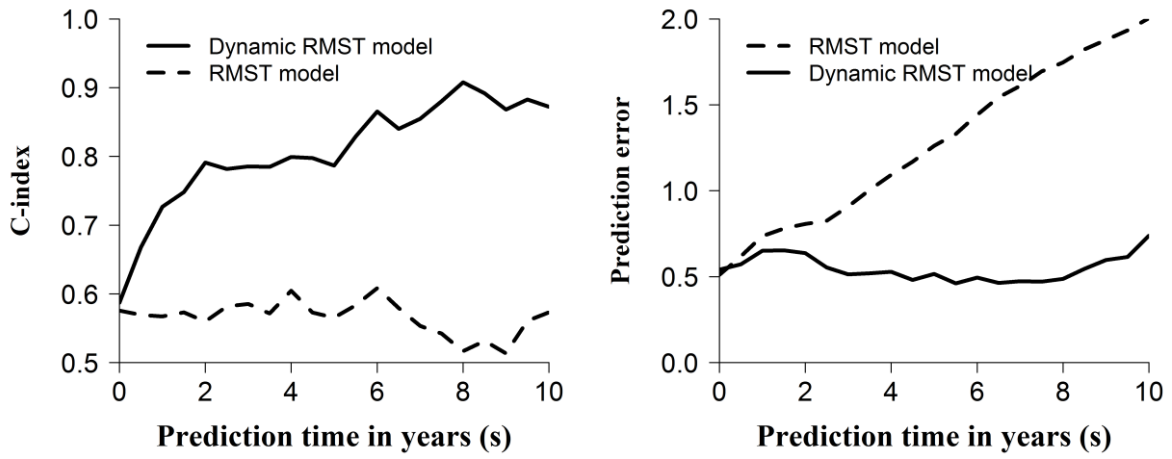 C-index
1.0
0.9
0.8
0.7
0.6
0.5
Dynamic RMST model
RMST model
0 2 4 6 8 10
Prediction time in years (s)
Prediction error
2.0
1.5
1.0
0.5
0.0
RMST model
Dynamic RMST model
0 2 4 6 8 10
Prediction time in years (s)